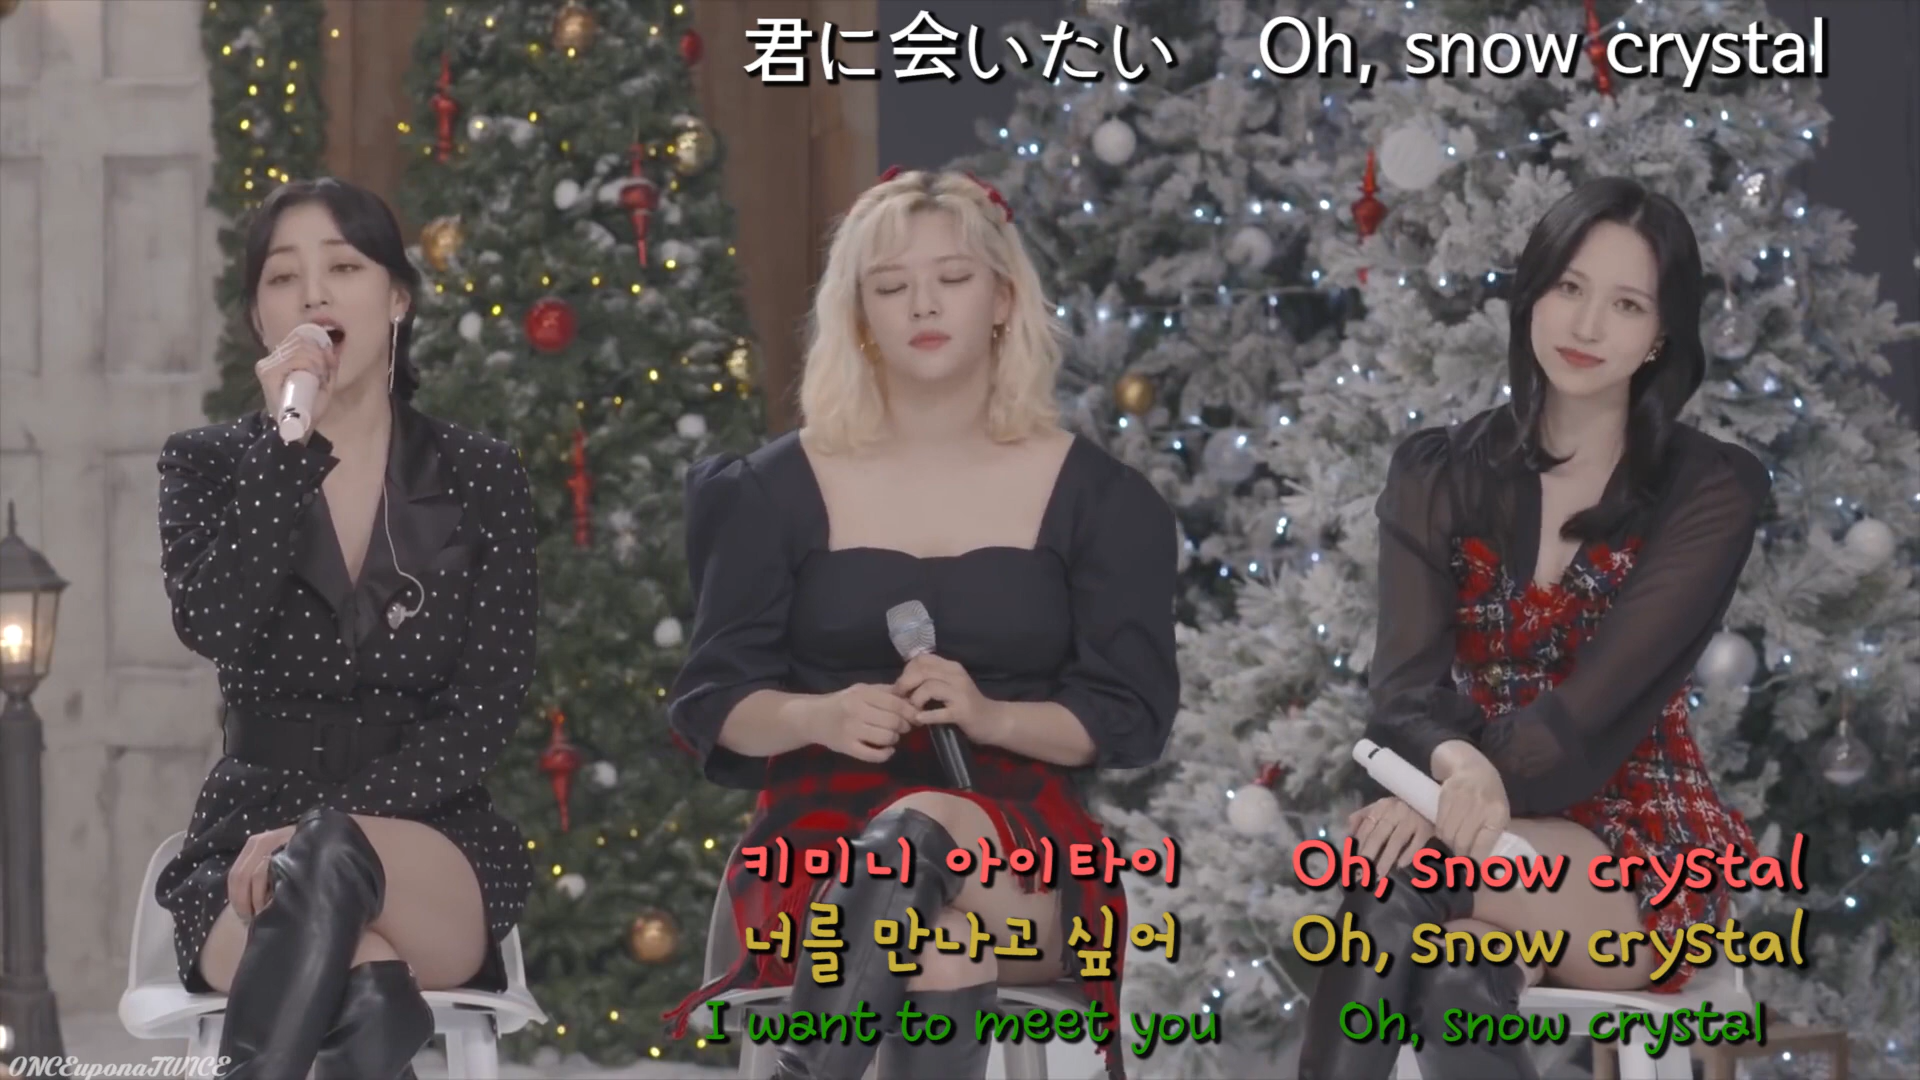 君に会いたい Oh, snow crystal
키미니 아이타이 Oh, snow crystal
너를 만나고 싶어 Oh, snow crystal
I want to meet you Oh, snow crystal
ONCEuponaTWICE